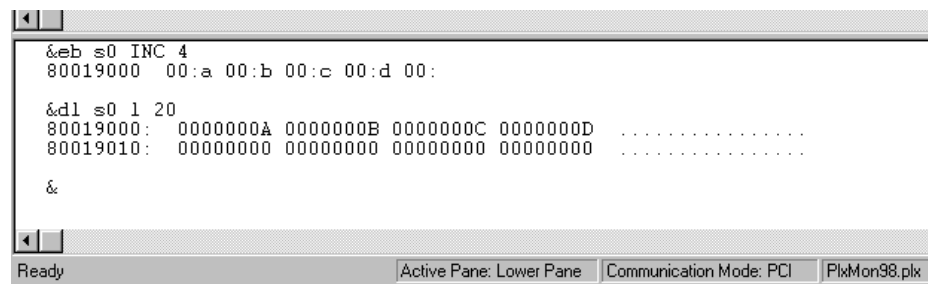 &eb s0 INC 4
80019000  00:a 00:b 00:c 00:d 00:
&dl s0 l 20
80019000:  0000000A 0000000B 0000000C 0000000D  ................
80019010:  00000000 00000000 00000000 00000000  ................
&
Ready Active Pane: Lower Pane Communication Mode: PCI PlxMon98.plx